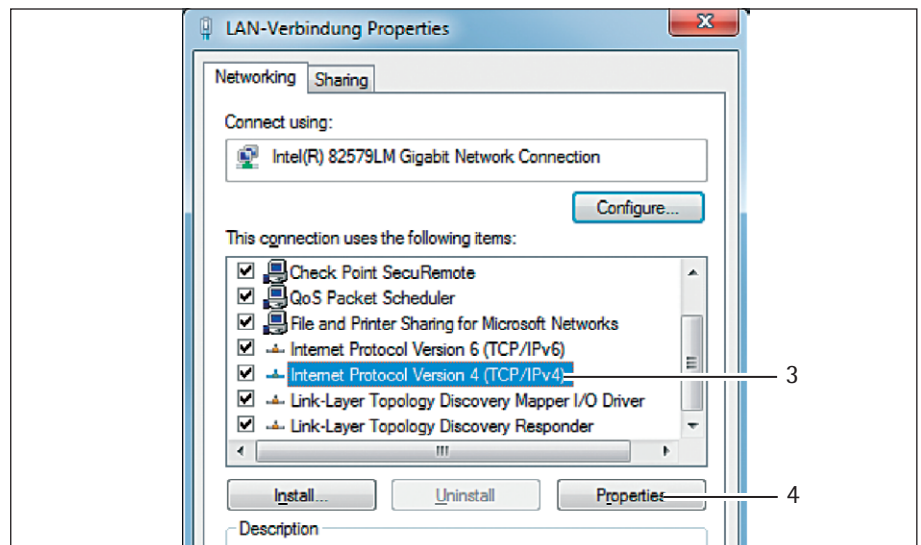 LAN-Verbindung Properties
x
Networking Sharing
Connect using:
Intel(R) 82579LM Gigabit Network Connection
Configure...
This connection uses the following items:
Check Point SecuRemote
QoS Packet Scheduler
File and Printer Sharing for Microsoft Networks
Internet Protocol Version 6 (TCP/IPv6)
Internet Protocol Version 4 (TCP/IPv4) 3
Link-Layer Topology Discovery Mapper I/O Driver
Link-Layer Topology Discovery Responder
Install... Uninstall Properties 4
Description